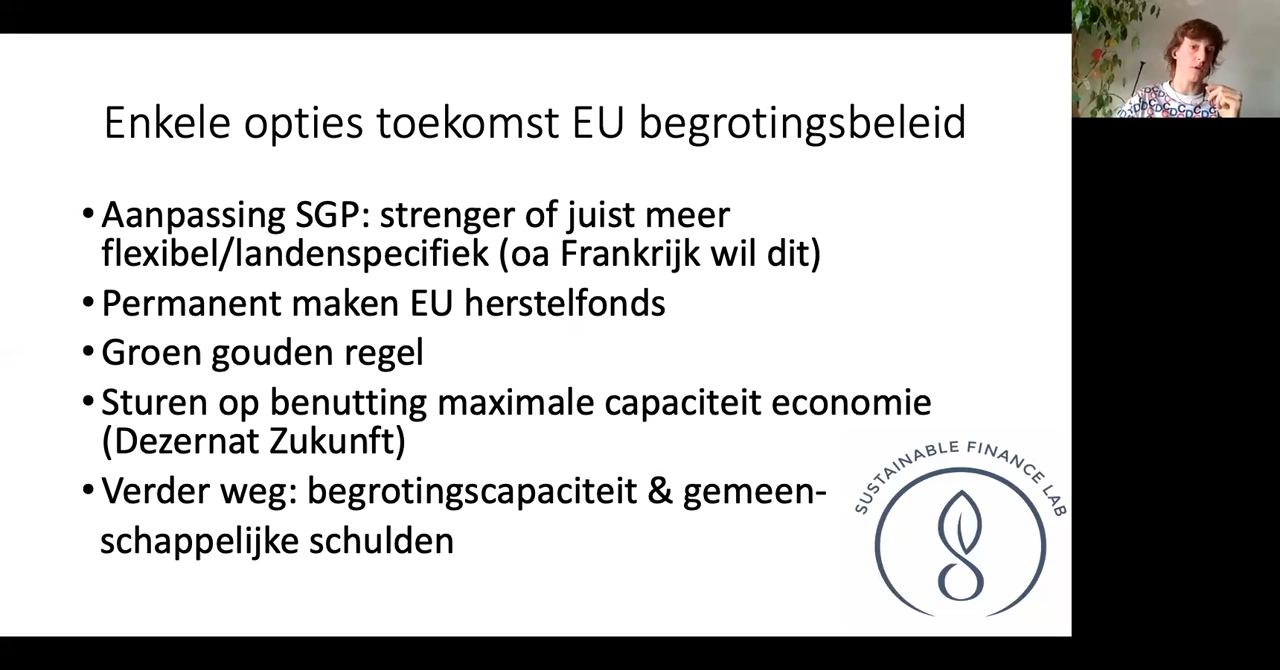 Enkele opties toekomst EU begrotingsbeleid
• Aanpassing SGP: strenger of juist meer
flexibel/landenspecifiek (oa Frankrijk wil dit)
• Permanent maken EU herstelfonds
• Groen gouden regel
• Sturen op benutting maximale capaciteit economie
(Dezernat Zukunft)
• Verder weg: begrotingscapaciteit & gemeen-
schappelijke schulden
SUSTAINABLE FINANCE LAB